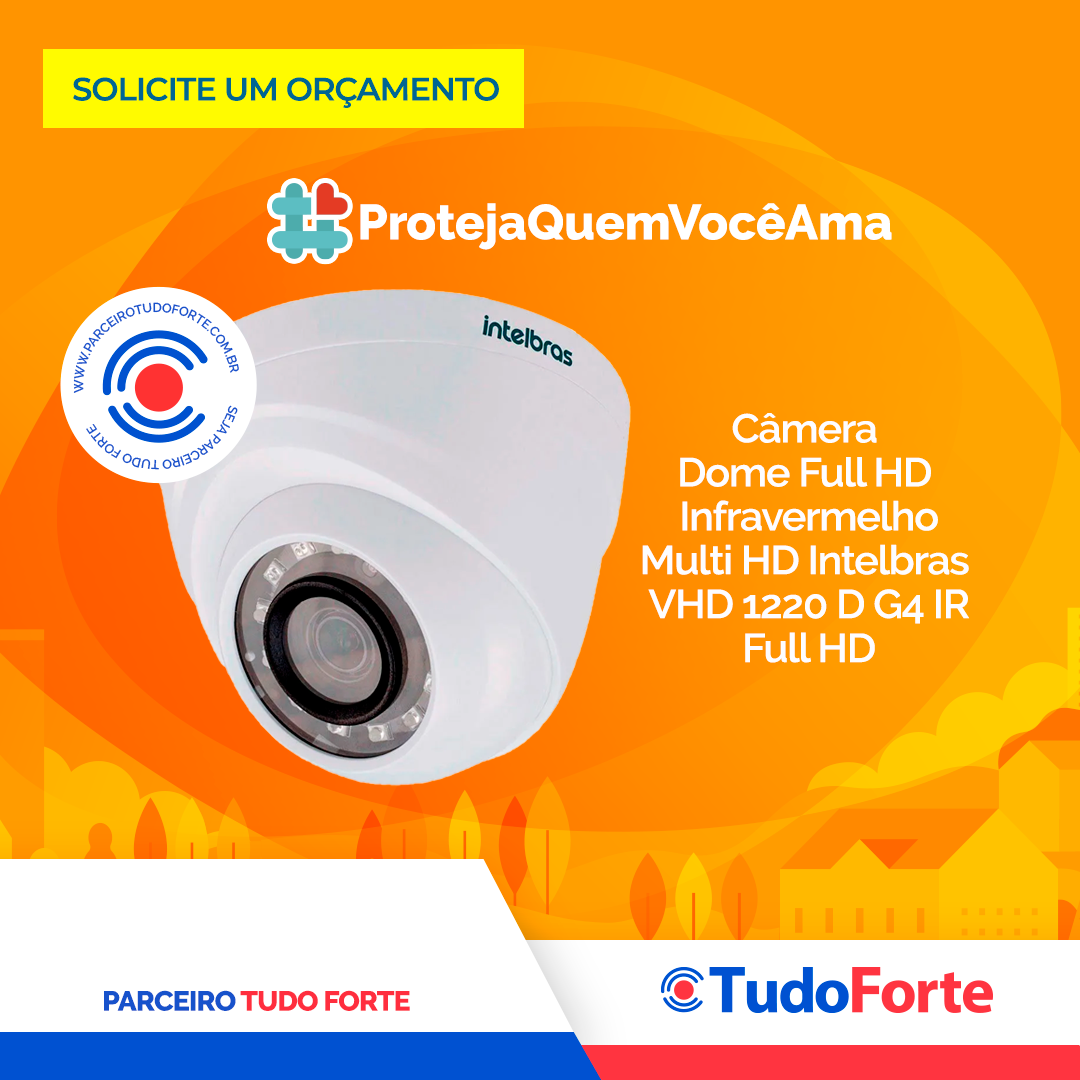 SOLICITE UM ORÇAMENTO
#ProtejaQuemVocêAma
WWW.PARCEIROTUDOFORTE.COM.BR
SEJA PARCEIRO TUDO FORTE
intelbras
Câmera
Dome Full HD
Infravermelho
Multi HD Intelbras
VHD 1220 D G4 IR
Full HD
PARCEIRO TUDO FORTE
TudoForte